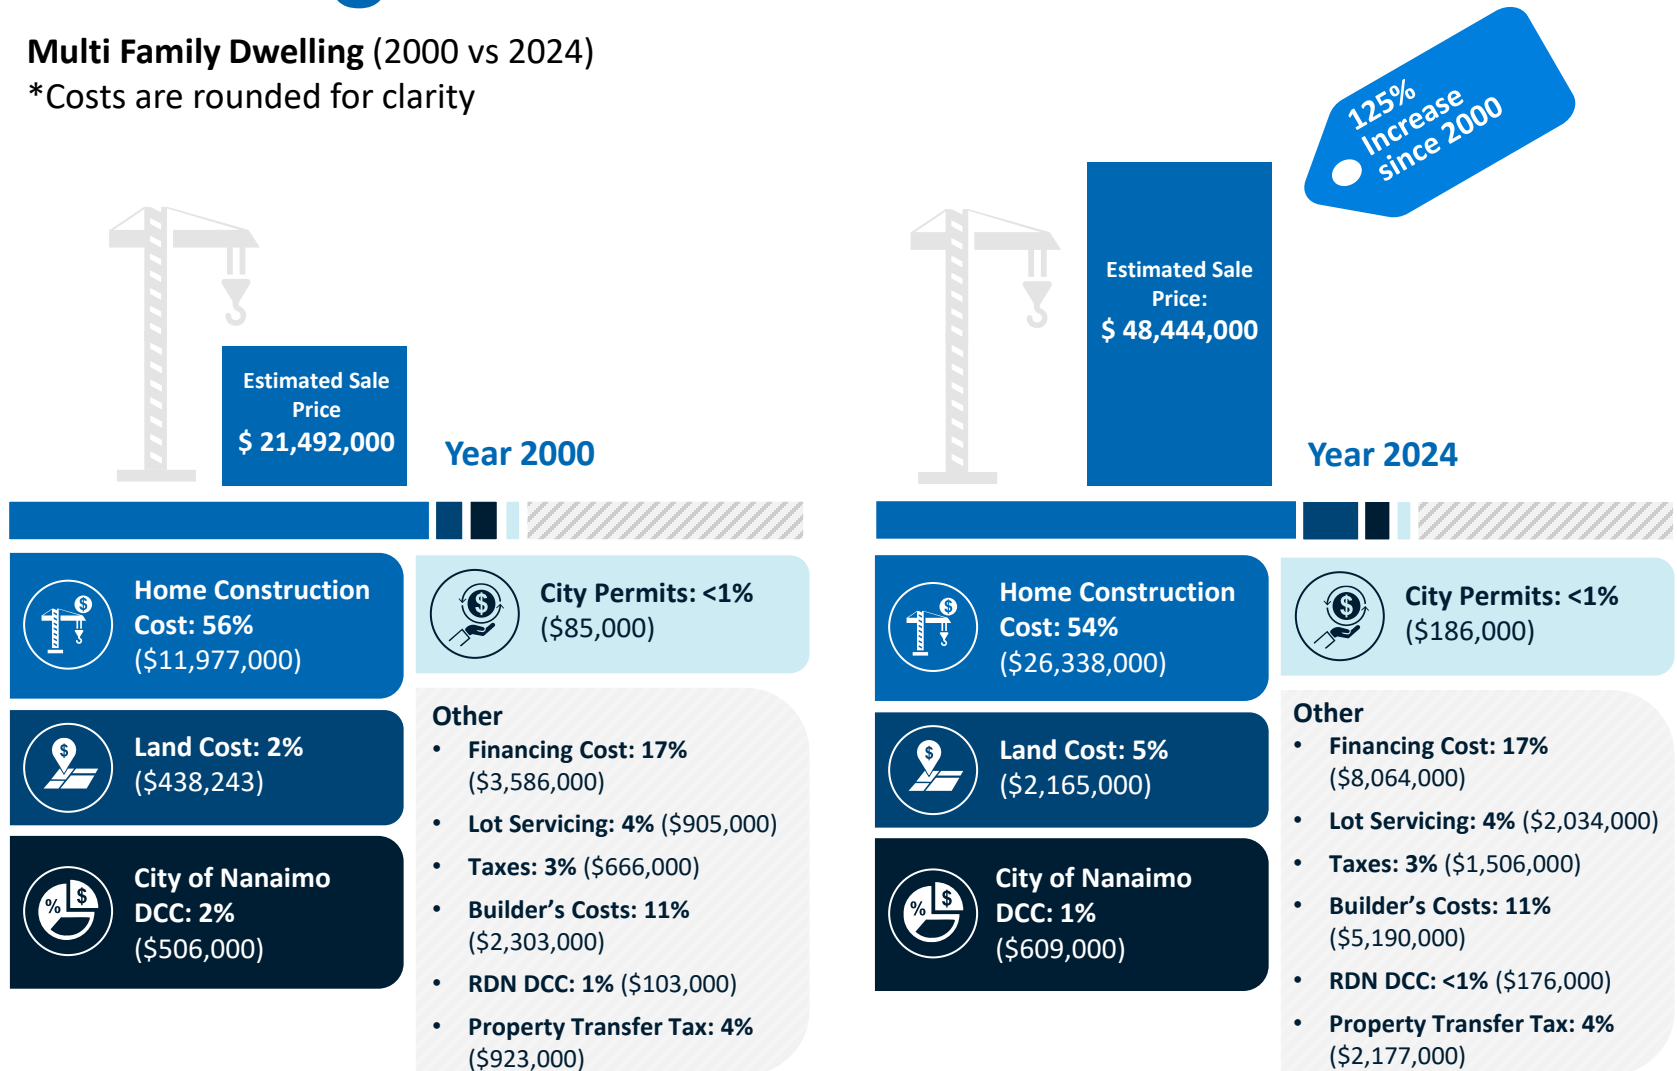 Multi Family Dwelling (2000 vs 2024)
*Costs are rounded for clarity
125%
Increase
since 2000
Estimated Sale
Price
$ 21,492,000
Year 2000
Home Construction
Cost: 56%
($11,977,000)
Land Cost: 2%
($438,243)
City of Nanaimo
DCC: 2%
($506,000)
City Permits: <1%
($85,000)
Other
• Financing Cost: 17%
($3,586,000)
• Lot Servicing: 4% ($905,000)
• Taxes: 3% ($666,000)
• Builder’s Costs: 11%
($2,303,000)
• RDN DCC: 1% ($103,000)
• Property Transfer Tax: 4%
($923,000)
Estimated Sale
Price:
$ 48,444,000
Year 2024
Home Construction
Cost: 54%
($26,338,000)
Land Cost: 5%
($2,165,000)
City of Nanaimo
DCC: 1%
($609,000)
City Permits: <1%
($186,000)
Other
• Financing Cost: 17%
($8,064,000)
• Lot Servicing: 4% ($2,034,000)
• Taxes: 3% ($1,506,000)
• Builder’s Costs: 11%
($5,190,000)
• RDN DCC: <1% ($176,000)
• Property Transfer Tax: 4%
($2,177,000)